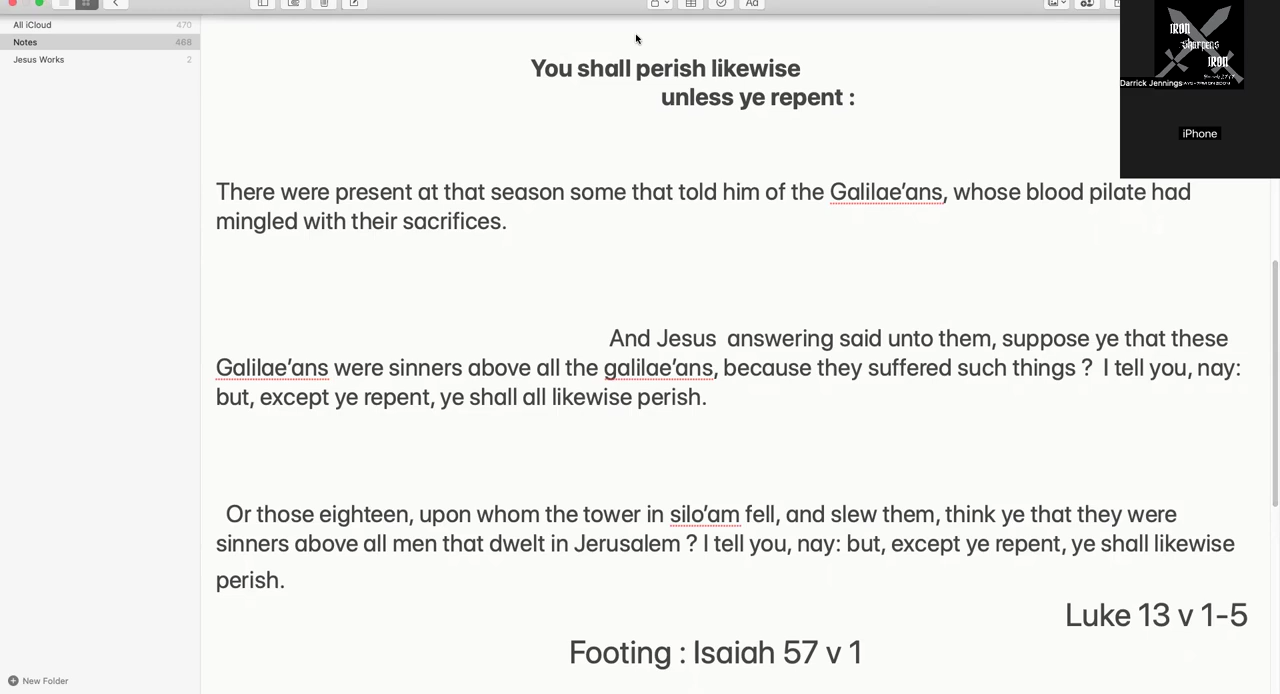 All iCloud 470
Notes 468
Jesus Works 2
Aa
IRON
sharpens
IRON
Darrick Jennings
iPhone
You shall perish likewise
unless ye repent :
There were present at that season some that told him of the Galilae’ans, whose blood pilate had
mingled with their sacrifices.
And Jesus answering said unto them, suppose ye that these
Galilae’ans were sinners above all the galilae’ans, because they suffered such things ? I tell you, nay:
but, except ye repent, ye shall all likewise perish.
Or those eighteen, upon whom the tower in silo’am fell, and slew them, think ye that they were
sinners above all men that dwelt in Jerusalem ? I tell you, nay: but, except ye repent, ye shall likewise
perish.
Luke 13 v 1-5
Footing : Isaiah 57 v 1
New Folder